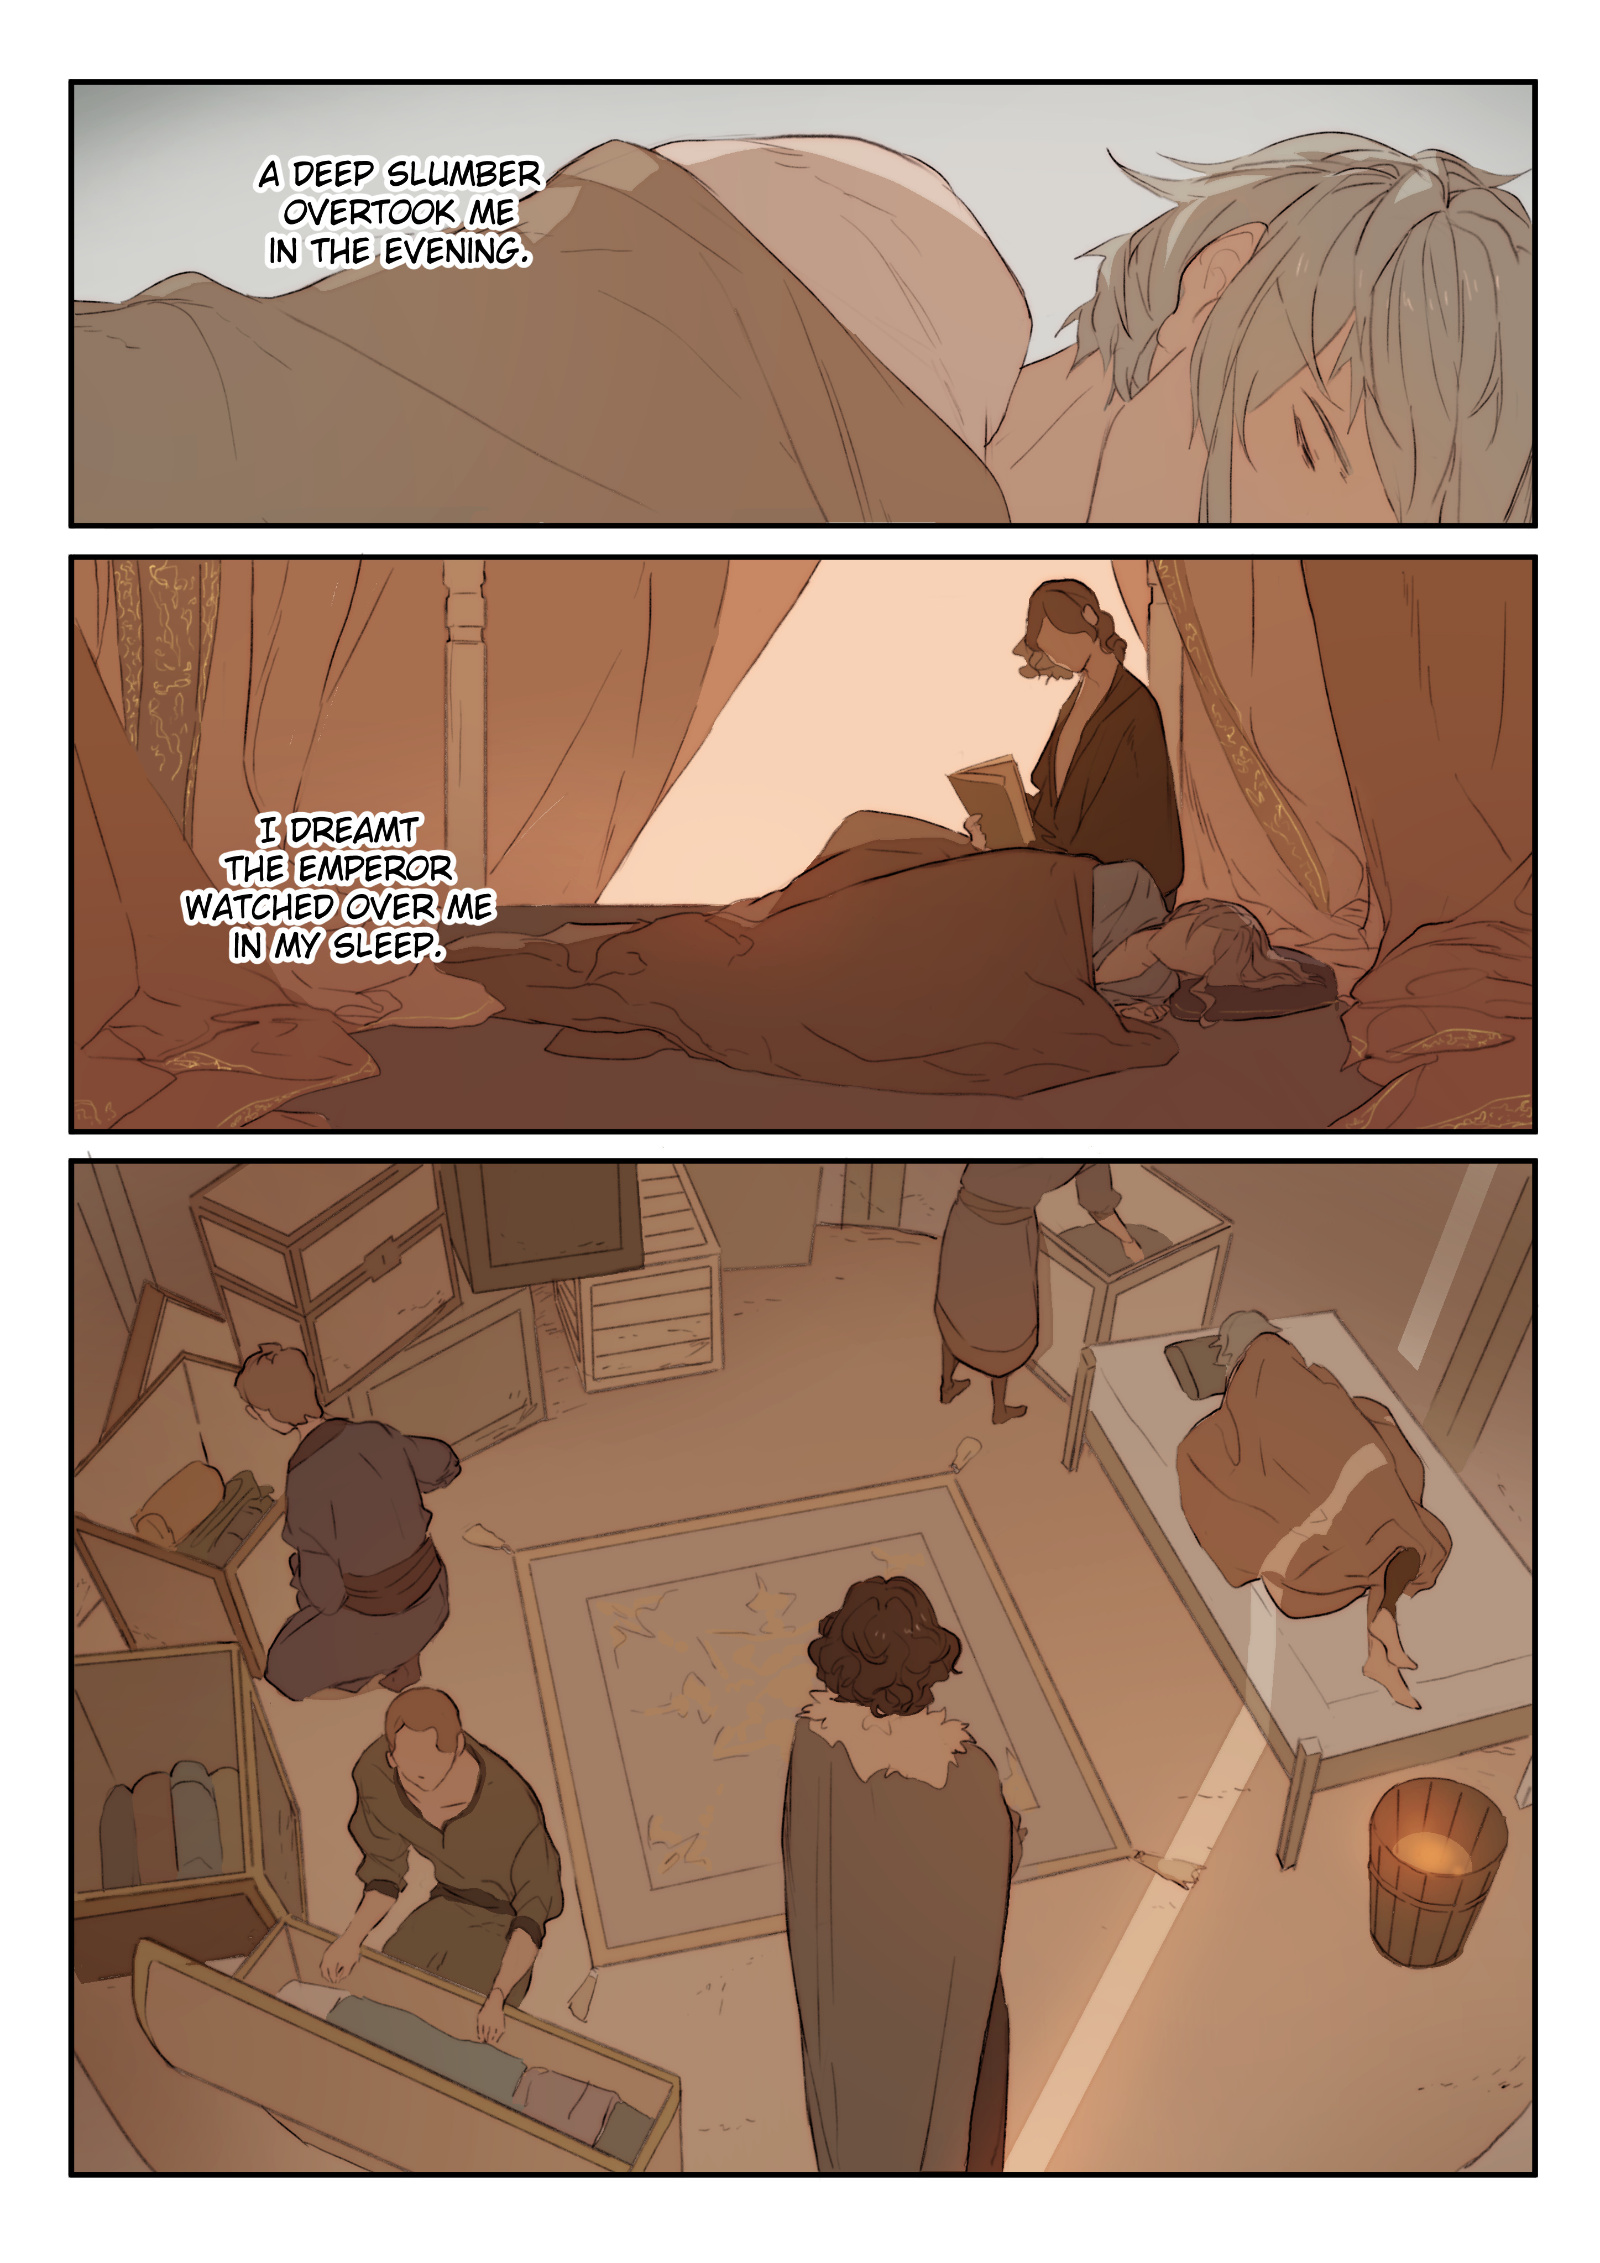 A DEEP SLUMBER
OVERTOOK ME
IN THE EVENING.
I DREAMT
THE EMPEROR
WATCHED OVER ME
IN MY SLEEP.